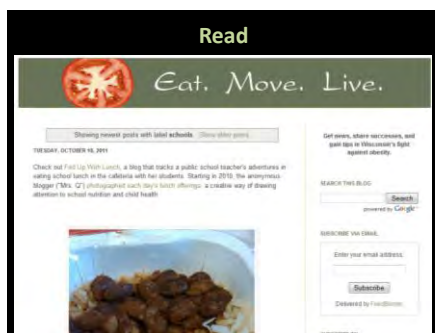 Read
Eat. Move. Live.
Showing newest posts with label schools. Show older posts
TUESDAY, OCTOBER 18, 2011
Check out Fed Up With Lunch, a blog that tracks a public school teacher's adventures in
eating school lunch in the cafeteria with her students. Starting in 2010, the anonymous
blogger ("Mrs. Q") photographed each day's lunch offerings, a creative way of drawing
attention to school nutrition and child health.
Get news, share successes, and
gain tips in Wisconsin's fight
against obesity.
SEARCH THIS BLOG
Search
powered by Google
SUBSCRIBE VIA EMAIL
Enter your email address:
Subscribe
Delivered by FeedBurner